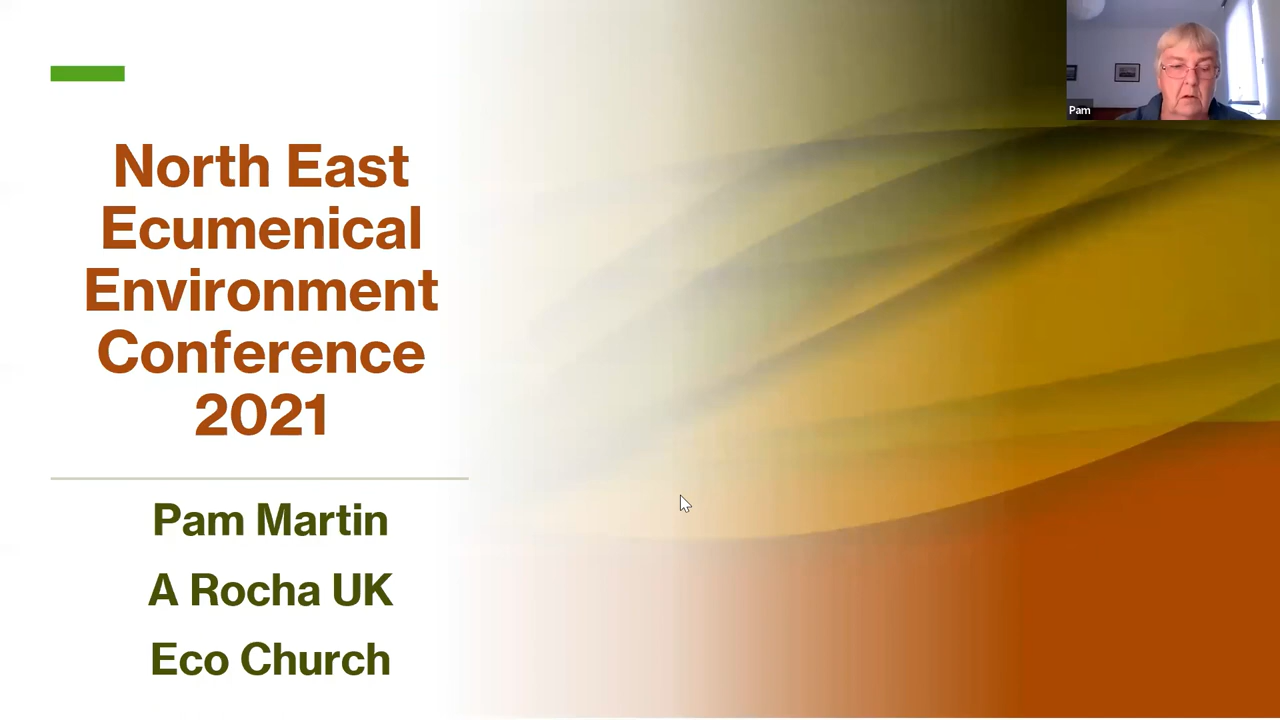 North East
Ecumenical
Environment
Conference
2021
Pam Martin
A Rocha UK
Eco Church
Pam